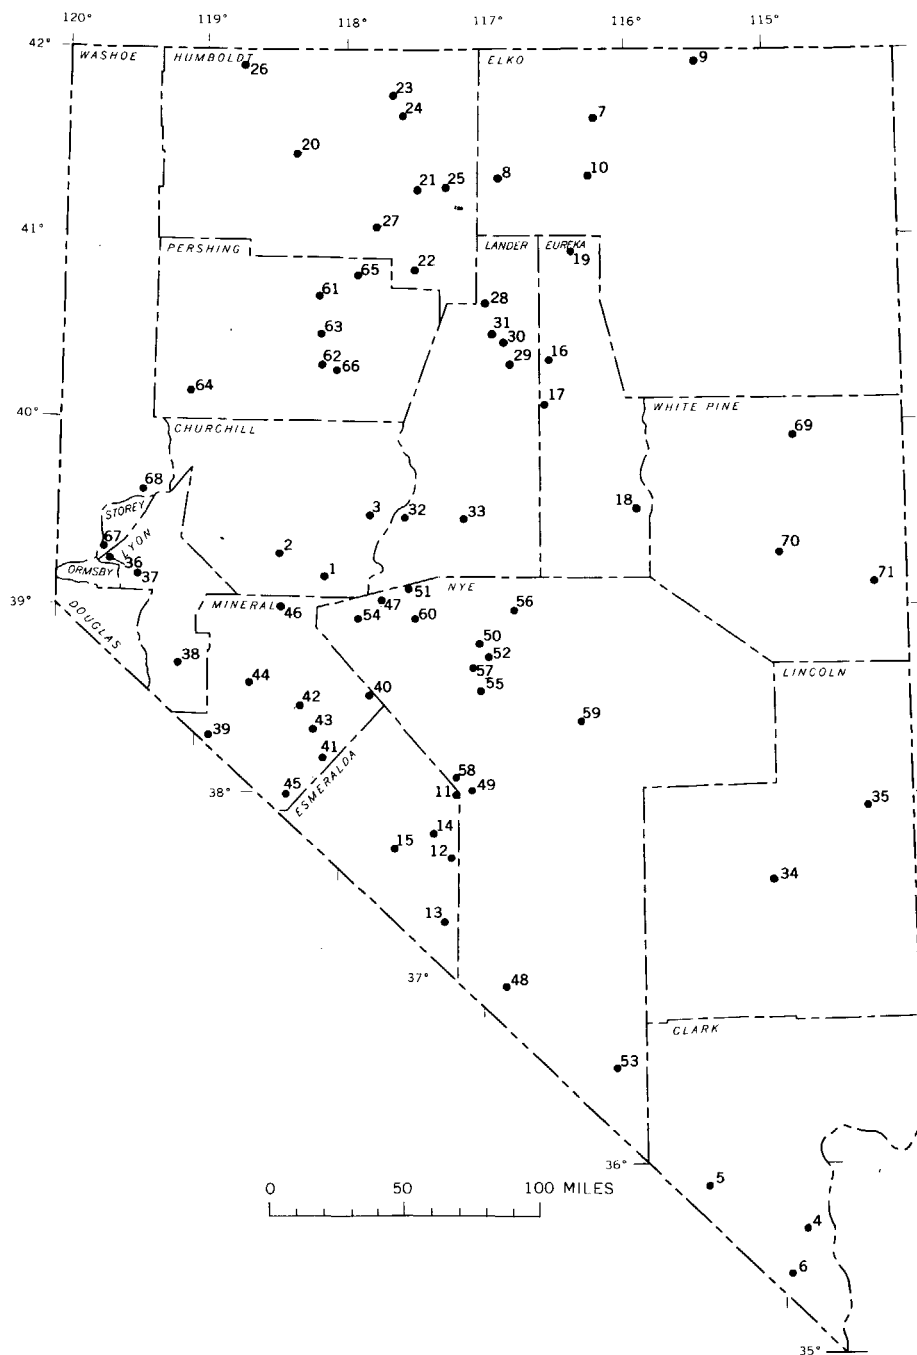 120° 119° 118° 117° 116° 115°
42°
WASHOE HUMBOLDT ELKO 9
26
23
24 7
20
21 25 8 10
27
41°
PERSHING LANDER EUREKA
19
65 22
61 28
63 31 30
62 66 29 16
64 17
40°
CHURCHILL WHITE PINE
69
68
STOREY 3 32 33 18
67 LYON
2 70
36
ORMSBY 37 1 71
51 NYE
39° MINERAL 47
46 54 60 56
DOUGLAS
50
52
38 57 LINCOLN
44 55
42 40
43 59
39
41
58
45 ESMERALDA 11 49
38° 35
14
15 12
34
13
37°
48
CLARK
53
36°
5
0 50 100 MILES
4
6
35°